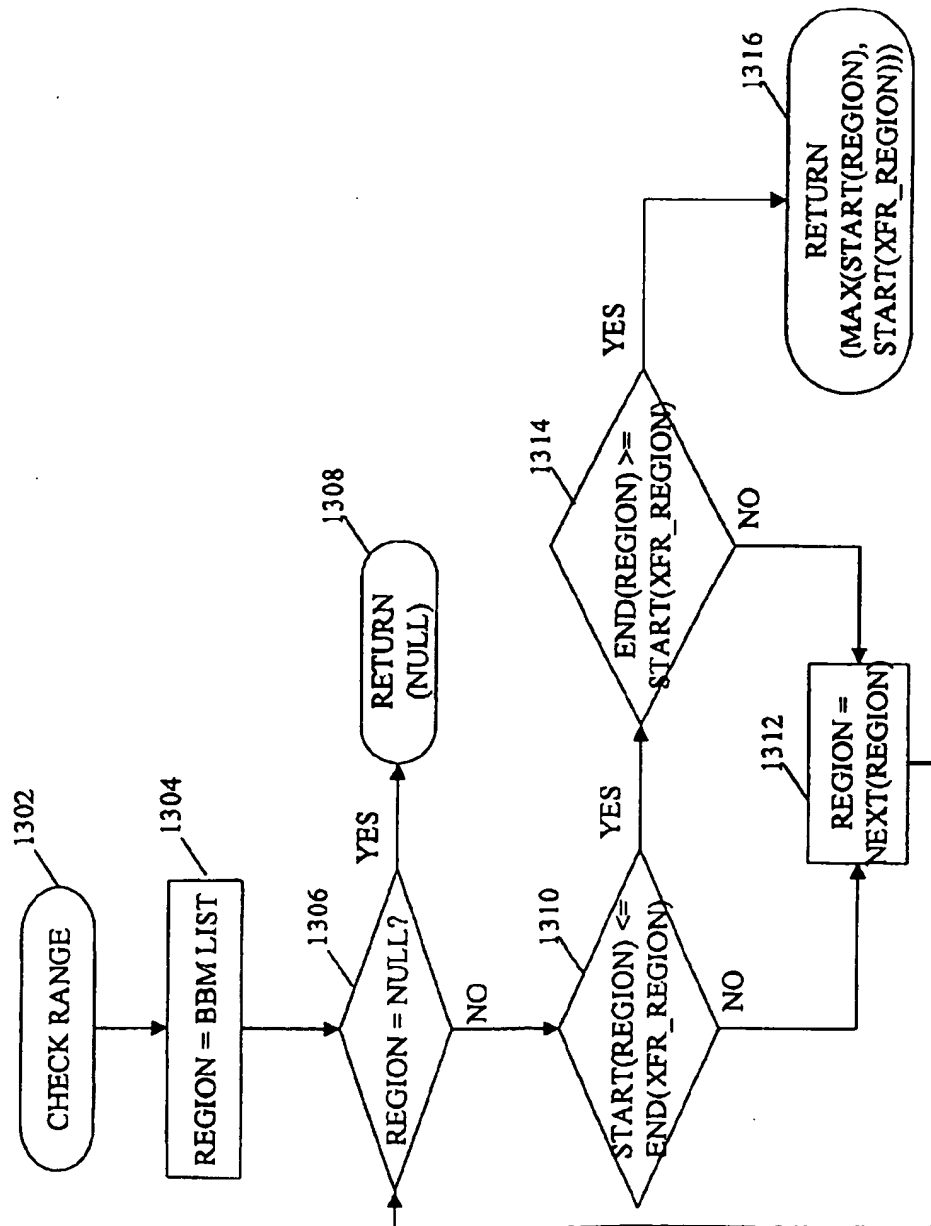 1302
CHECK RANGE
1304
REGION = BBM LIST
1306
REGION = NULL?
YES
1308
RETURN
(NULL)
NO
1310
START(REGION) <=
END(XFR_REGION)
YES
1314
END(REGION) >=
START(XFR_REGION)
YES
1316
RETURN
(MAX(START(REGION),
START(XFR_REGION)))
NO
NO
1312
REGION =
NEXT(REGION)